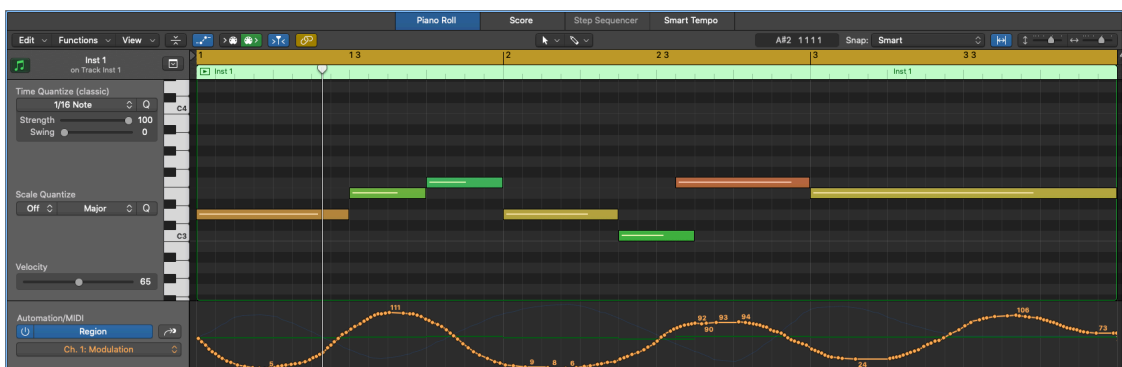 Piano Roll Score Step Sequencer Smart Tempo
Edit Functions View A#2 1 1 1 1 Snap: Smart
Inst 1
on Track Inst 1
1 1 3 2 2 3 3 3 3
Inst 1 Inst 1
Time Quantize (classic)
1/16 Note Q
C4
Strength 100
Swing 0
Scale Quantize
Off Major Q
C3
Velocity
65
Automation/MIDI
Region
Ch. 1: Modulation
111
106
92 93 94
90
73
5 9 8 6 24